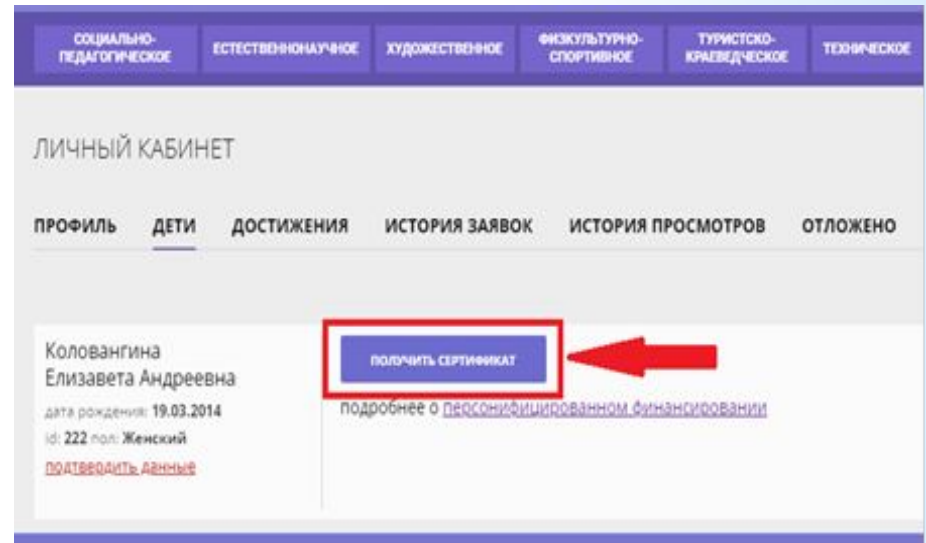 СОЦИАЛЬНО-
ПЕДАГОГИЧЕСКОЕ
ЕСТЕСТВЕННОНАУЧНОЕ
ХУДОЖЕСТВЕННОЕ
ФИЗКУЛЬТУРНО-
СПОРТИВНОЕ
ТУРИСТСКО-
КРАЕВЕДЧЕСКОЕ
ТЕХНИЧЕСКОЕ
ЛИЧНЫЙ КАБИНЕТ
ПРОФИЛЬ ДЕТИ ДОСТИЖЕНИЯ ИСТОРИЯ ЗАЯВОК ИСТОРИЯ ПРОСМОТРОВ ОТЛОЖЕНО
Коловангина
Елизавета Андреевна
дата рождения: 19.03.2014
id: 222 пол: Женский
подтвердить данные
ПОЛУЧИТЬ СЕРТИФИКАТ
подробнее о персонифицированном финансировании